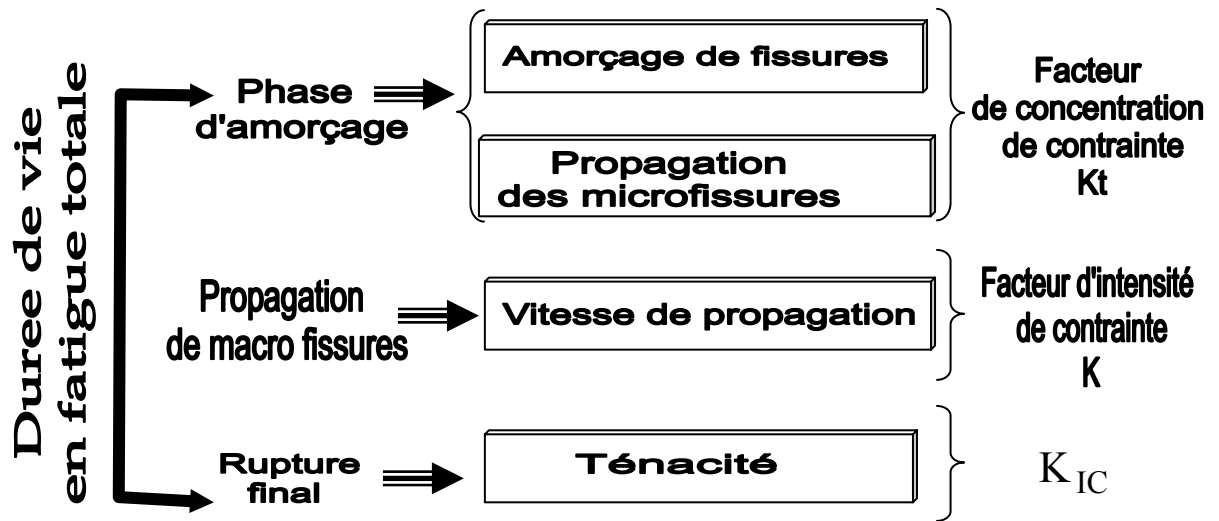 Duree de vie
en fatigue totale
Phase
d'amorçage
Amorçage de fissures
Propagation
des microfissures
Facteur
de concentration
de contrainte
Kt
Propagation
de macro fissures
Vitesse de propagation
Facteur d'intensité
de contrainte
K
Rupture
final
Ténacité
K IC